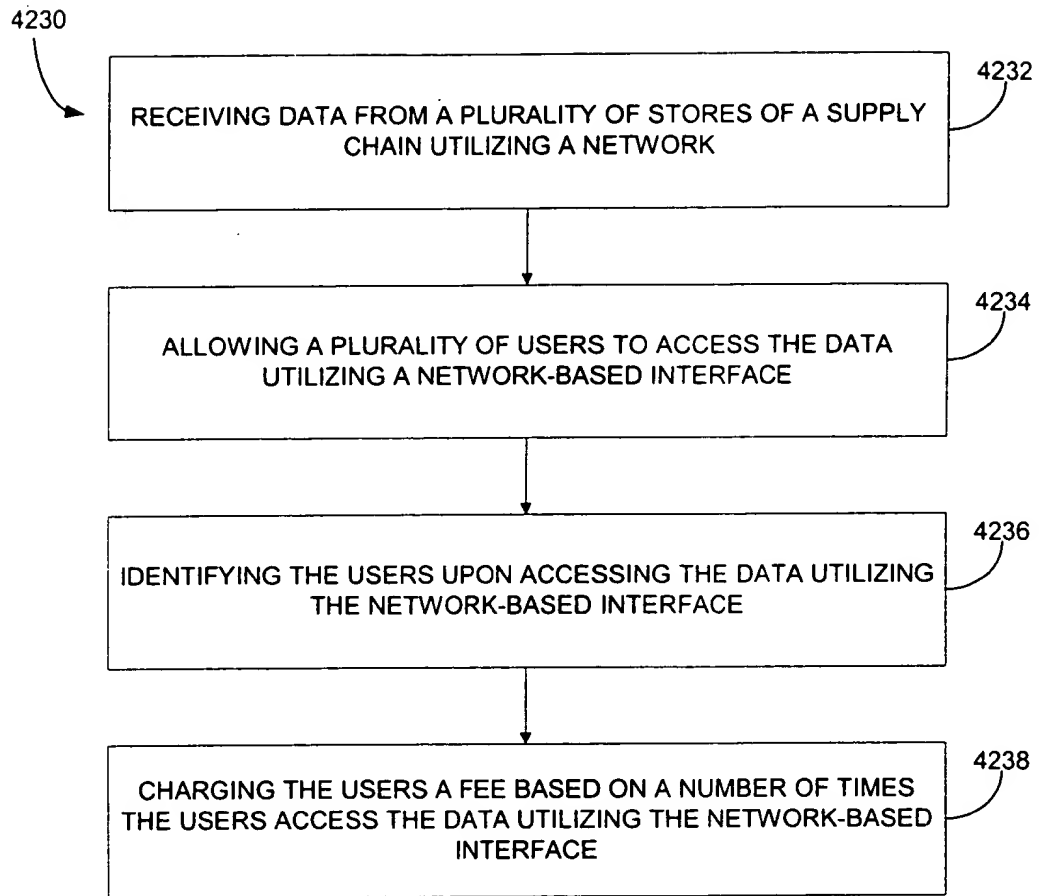 4230
4232
RECEIVING DATA FROM A PLURALITY OF STORES OF A SUPPLY
CHAIN UTILIZING A NETWORK
4234
ALLOWING A PLURALITY OF USERS TO ACCESS THE DATA
UTILIZING A NETWORK-BASED INTERFACE
4236
IDENTIFYING THE USERS UPON ACCESSING THE DATA UTILIZING
THE NETWORK-BASED INTERFACE
4238
CHARGING THE USERS A FEE BASED ON A NUMBER OF TIMES
THE USERS ACCESS THE DATA UTILIZING THE NETWORK-BASED
INTERFACE